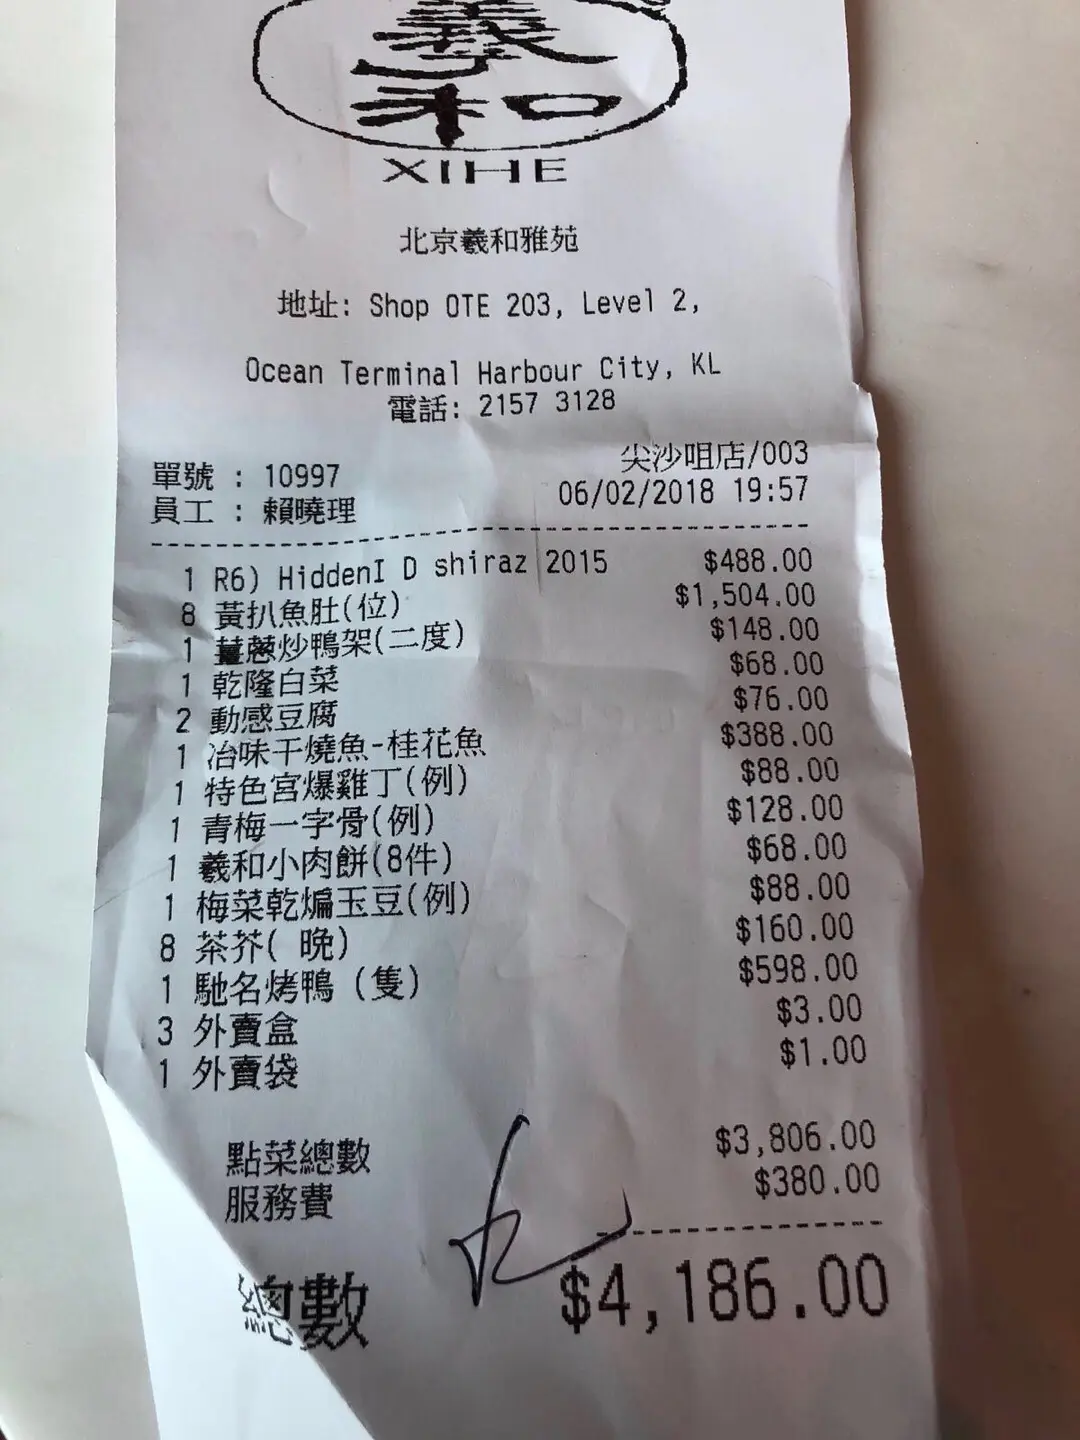 羲和
XIHE
北京羲和雅苑
地址: Shop OTE 203, Level 2,
Ocean Terminal Harbour City, KL
電話: 2157 3128
尖沙咀店/003
單號 : 10997
06/02/2018 19:57
員工 : 賴曉理
1 R6) HiddenI D shiraz 2015 $488.00
8 黃扒魚肚(位) $1,504.00
1 薑蔥炒鴨架(二度) $148.00
1 乾隆白菜 $68.00
2 動感豆腐 $76.00
1 冶味干燒魚-桂花魚 $388.00
1 特色宮爆雞丁(例) $88.00
1 青梅一字骨(例) $128.00
1 羲和小肉餅(8件) $68.00
1 梅菜乾煸玉豆(例) $88.00
8 茶芥( 晚) $160.00
1 馳名烤鴨 (隻) $598.00
3 外賣盒 $3.00
1 外賣袋 $1.00
點菜總數 $3,806.00
服務費 $380.00
總數 $4,186.00